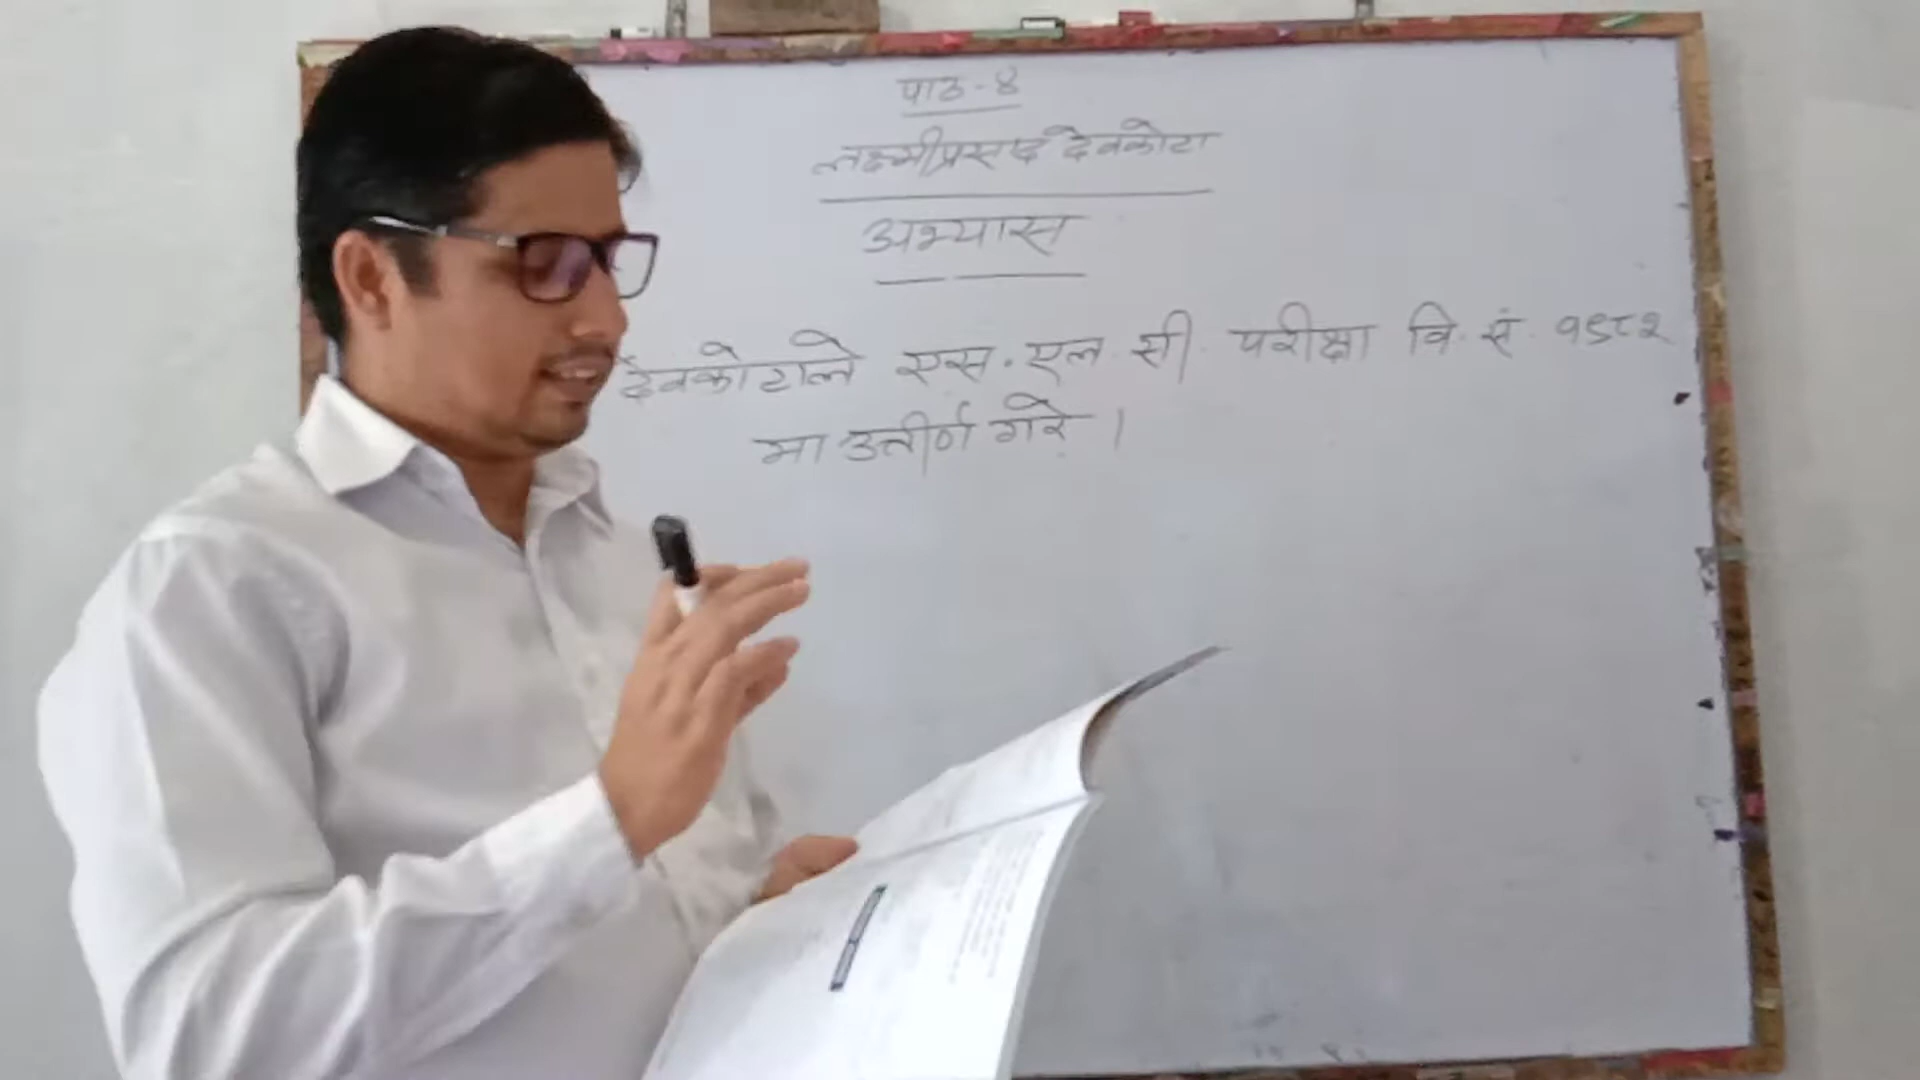 पाठ-४
लक्ष्मीप्रसाद देवकोटा
अभ्यास
देवकोटाले एस. एल. सी. परीक्षा वि. सं. १९८२
मा उत्तीर्ण गरे ।